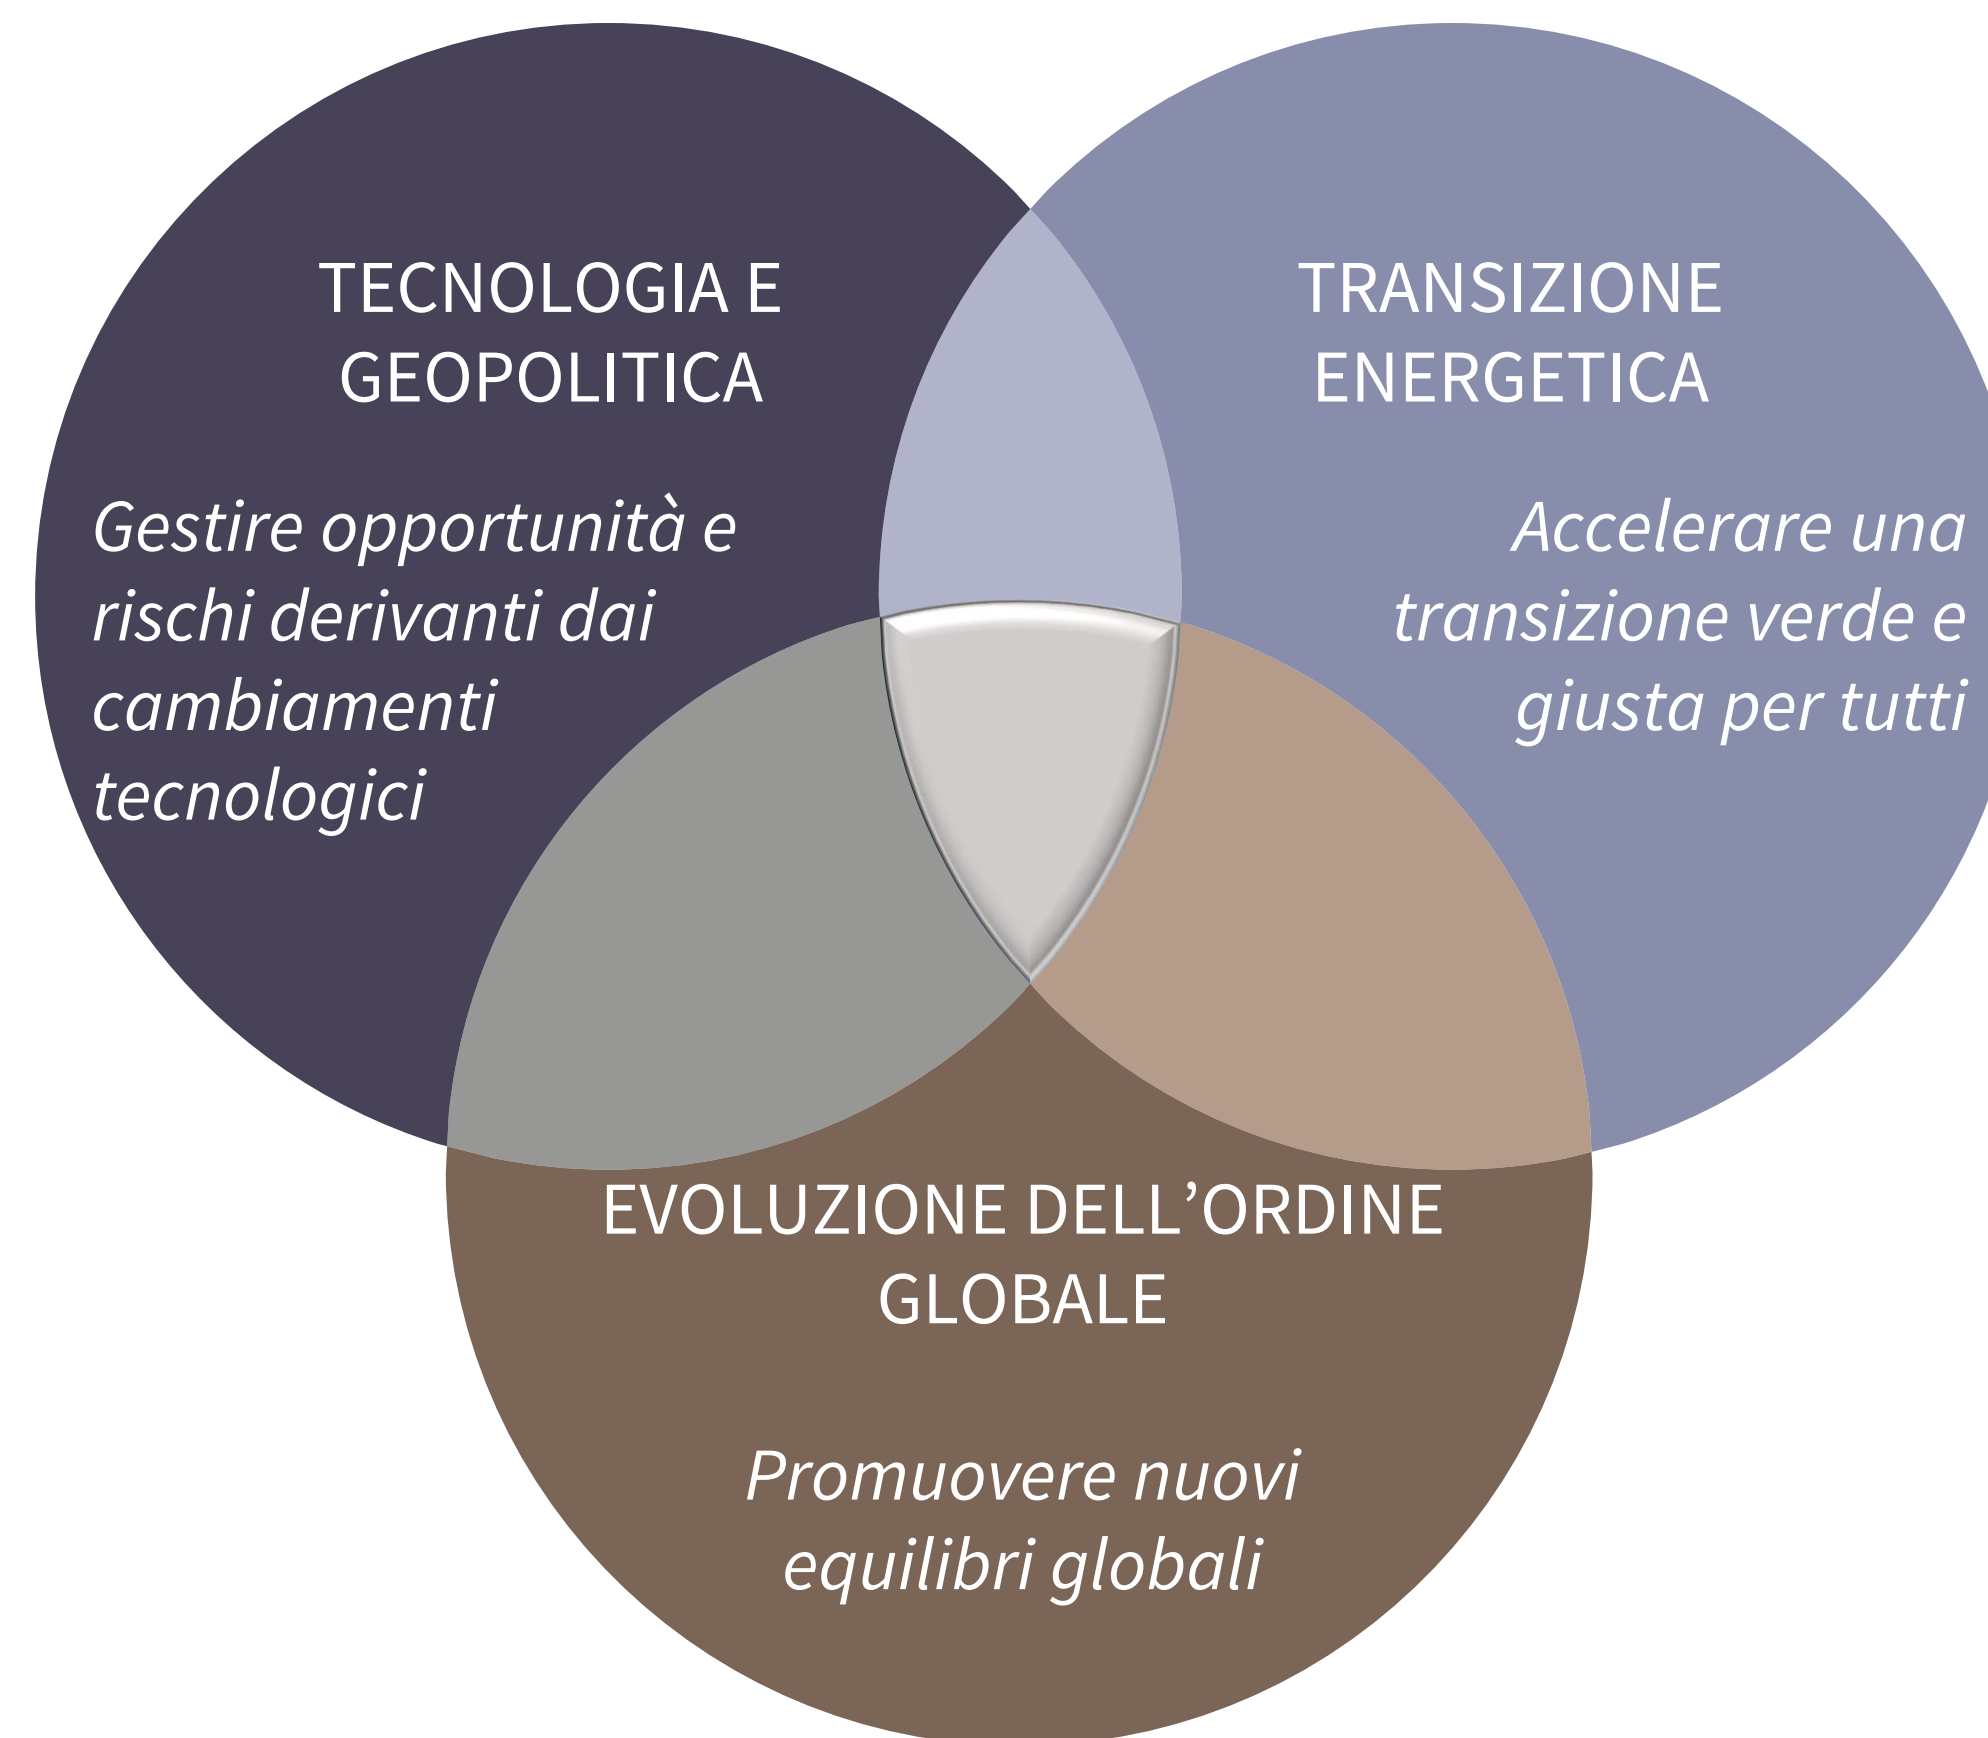 TECNOLOGIA E
GEOPOLITICA
Gestire opportunità e
rischi derivanti dai
cambiamenti
tecnologici
TRANSIZIONE
ENERGETICA
Accelerare una
transizione verde e
giusta per tutti
EVOLUZIONE DELL’ORDINE
GLOBALE
Promuovere nuovi
equilibri globali